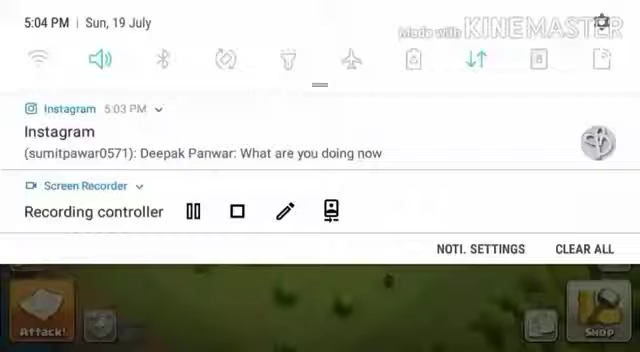 5:04 PM | Sun, 19 July
Made with KINEMASTER
Instagram 5:03 PM
Instagram
(sumitpawar0571): Deepak Panwar: What are you doing now
Screen Recorder
Recording controller
NOTI. SETTINGS CLEAR ALL
Attack! Shop